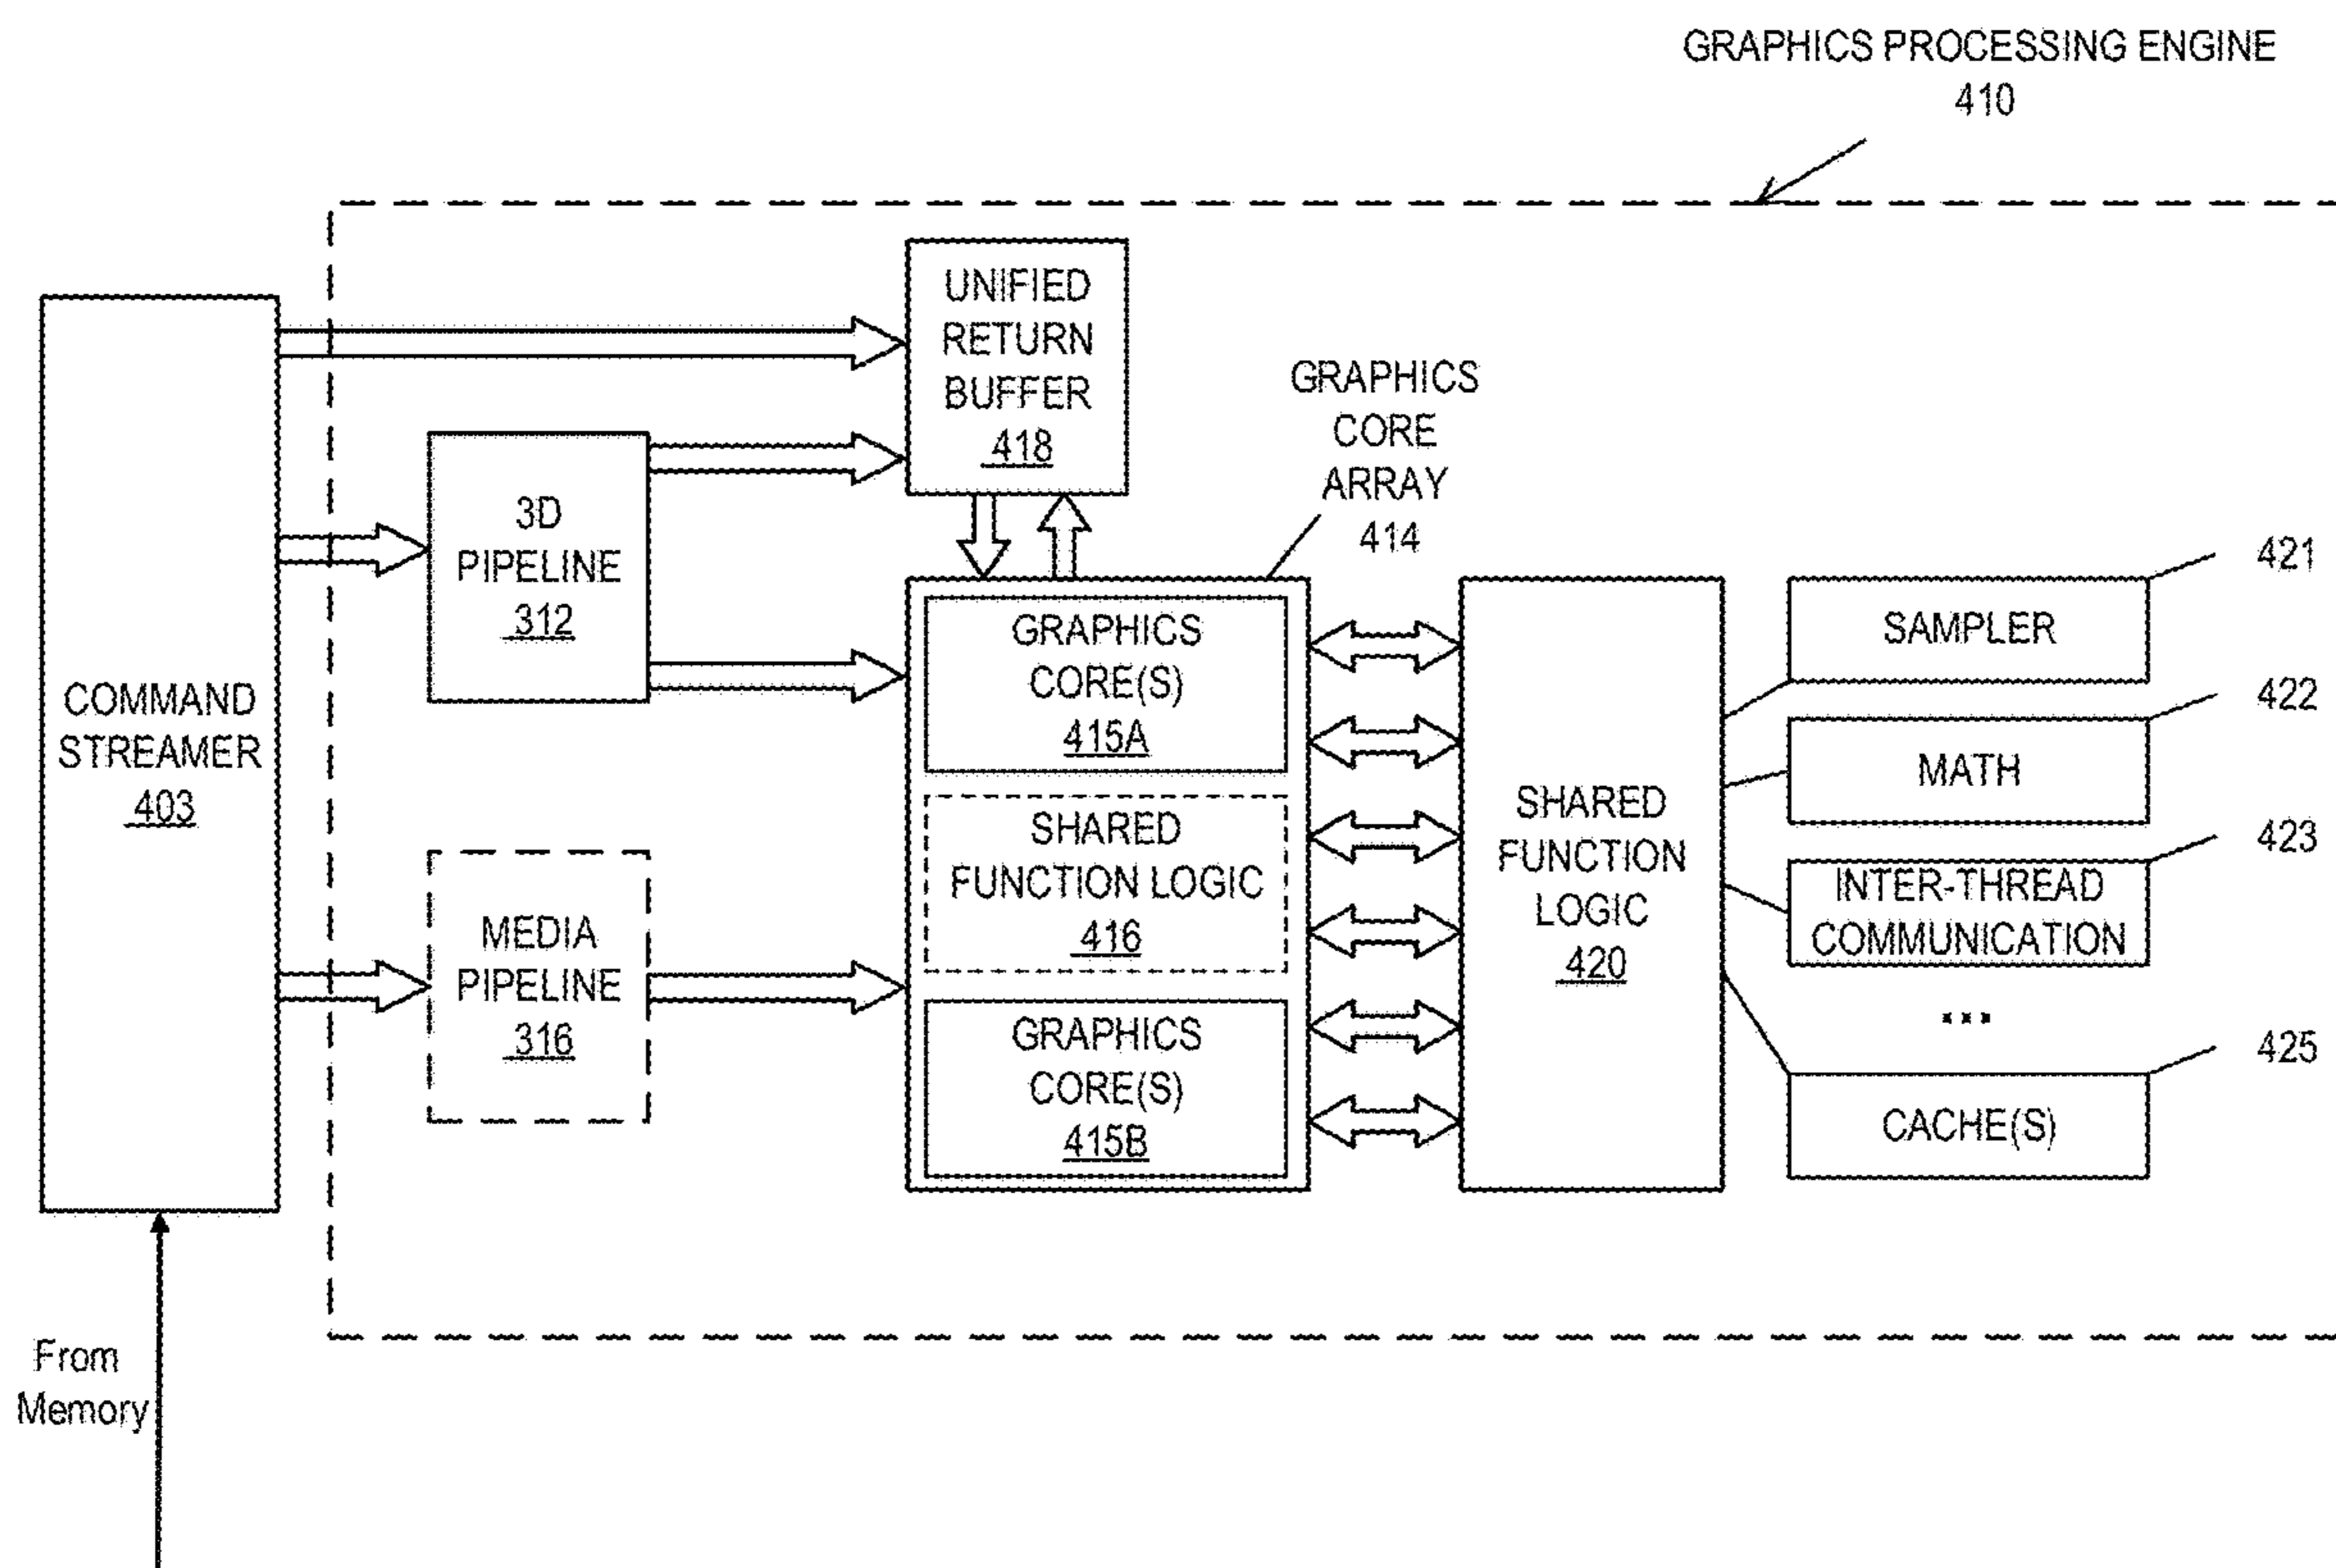 GRAPHICS PROCESSING ENGINE
410
UNIFIED
RETURN
BUFFER
418
GRAPHICS
CORE
ARRAY
414
COMMAND
STREAMER
403
3D
PIPELINE
312
MEDIA
PIPELINE
316
GRAPHICS
CORE(S)
415A
SHARED
FUNCTION LOGIC
416
GRAPHICS
CORE(S)
415B
SHARED
FUNCTION
LOGIC
420
421
SAMPLER
422
MATH
423
INTER-THREAD
COMMUNICATION
...
425
CACHE(S)
From
Memory